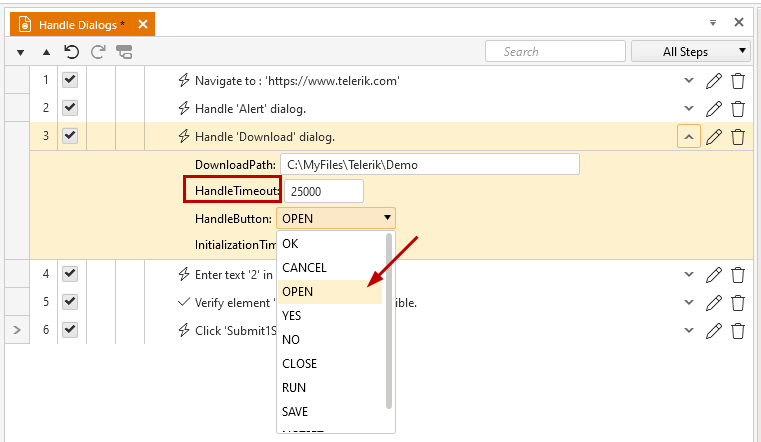 Handle Dialogs *
Search
All Steps
1 Navigate to : 'https://www.telerik.com'
2 Handle 'Alert' dialog.
3 Handle 'Download' dialog.
DownloadPath: C:\MyFiles\Telerik\Demo
HandleTimeout: 25000
HandleButton: OPEN
InitializationTim
OK
CANCEL
OPEN
YES
NO
CLOSE
RUN
SAVE
4 Enter text '2' in
5 Verify element ' ible.
6 Click 'Submit1S